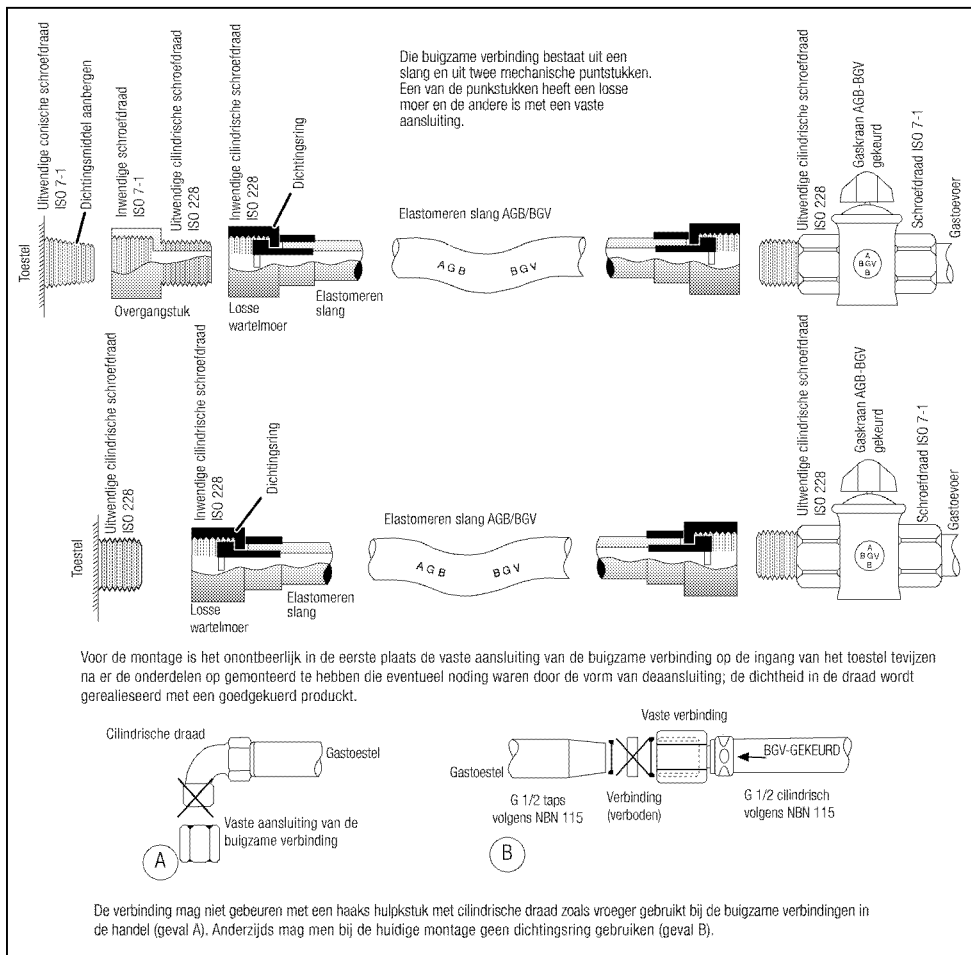 Die buigzame verbinding bestaat uit een
slang en uit twee mechanische puntstukken.
Een van de punkstukken heeft een losse
moer en de andere is met een vaste
aansluiting.
Toestel
Uitwendige conische schroefdraad
ISO 7-1
Dichtingsmiddel aanbergen
Inwendige schroefdraad
ISO 7-1
Uitwendige cilindrische schroefdraad
ISO 228
Inwendige cilindrische schroefdraad
ISO 228
Dichtingsring
Elastomeren slang AGB/BGV
AGB BGV
Uitwendige cilindrische schroefdraad
ISO 228
Gaskraan AGB-BGV
gekeurd
Schroefdraad ISO 7-1
Gastoevoer
A
BGV
B
Overgangstuk
Losse
wartelmoer
Elastomeren
slang
Toestel
Uitwendige cilindrische schroefdraad
ISO 228
Inwendige cilindrische schroefdraad
ISO 228
Dichtingsring
Elastomeren slang AGB/BGV
AGB BGV
Uitwendige cilindrische schroefdraad
ISO 228
Gaskraan AGB-BGV
gekeurd
Schroefdraad ISO 7-1
Gastoevoer
A
BGV
B
Losse
wartelmoer
Elastomeren
slang
Voor de montage is het onontbeerlijk in de eerste plaats de vaste aansluiting van de buigzame verbinding op de ingang van het toestel tevijzen
na er de onderdelen op gemonteerd te hebben die eventueel noding waren door de vorm van deaansluiting; de dichtheid in de draad wordt
gerealieseerd met een goedgekuerd produckt.
Cilindrische draad
Gastoestel
Vaste aansluiting van de
buigzame verbinding
A
Vaste verbinding
BGV-GEKEURD
Gastoestel
G 1/2 taps
volgens NBN 115
Verbinding
(verboden)
G 1/2 cilindrisch
volgens NBN 115
B
De verbinding mag niet gebeuren met een haaks hulpkstuk met cilindrische draad zoals vroeger gebruikt bij de buigzame verbindingen in
de handel (geval A). Anderzijds mag men bij de huidige montage geen dichtingsring gebruiken (geval B).